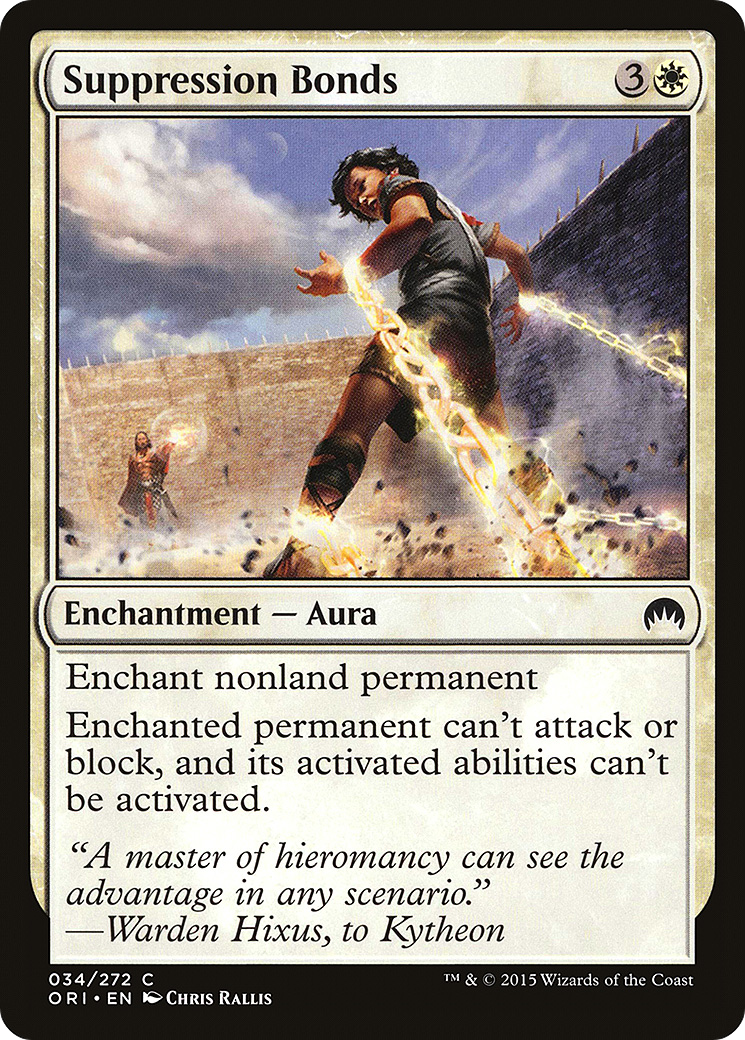 Suppression Bonds 3
Enchantment — Aura
Enchant nonland permanent
Enchanted permanent can't attack or
block, and its activated abilities can't
be activated.
“A master of hieromancy can see the
advantage in any scenario.”
—Warden Hixus, to Kytheon
034/272 C
ORI • EN Chris Rallis
™ & © 2015 Wizards of the Coast